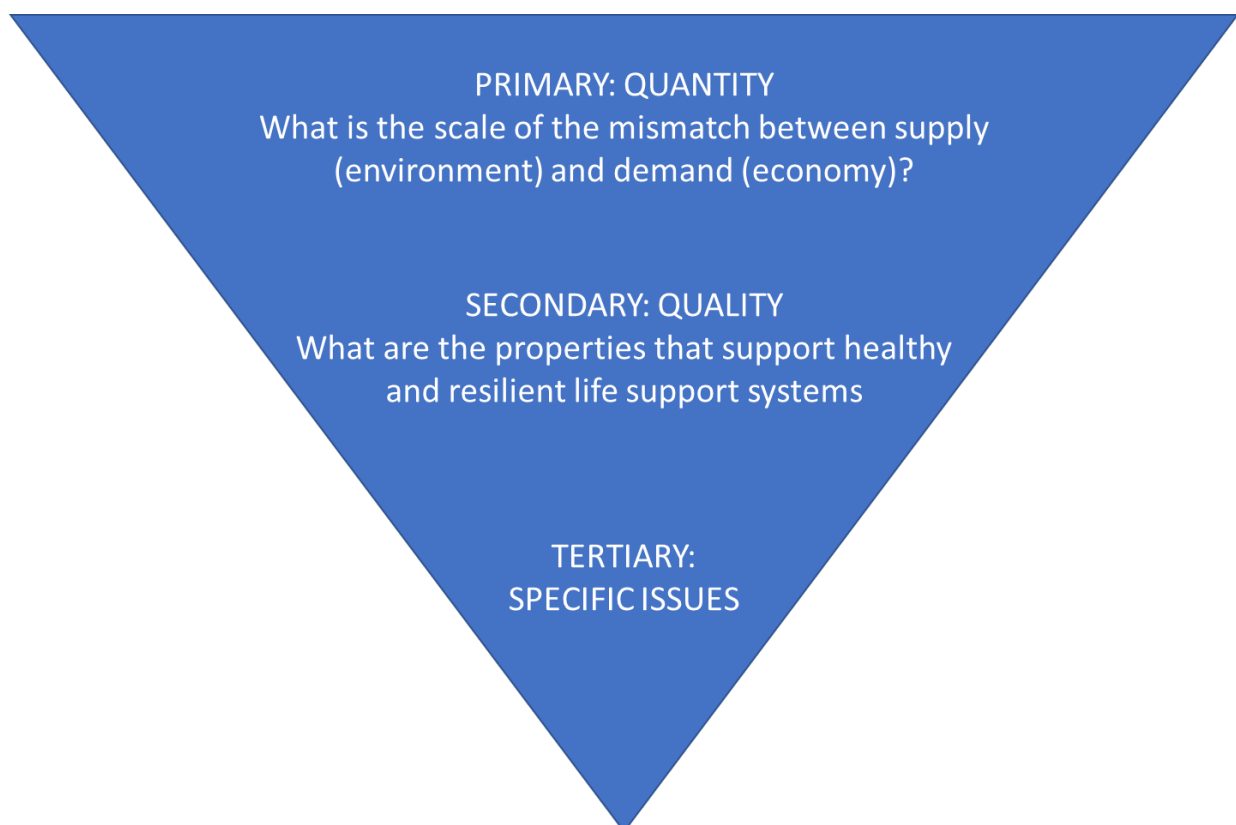 PRIMARY: QUANTITY
What is the scale of the mismatch between supply
(environment) and demand (economy)?
SECONDARY: QUALITY
What are the properties that support healthy
and resilient life support systems
TERTIARY:
SPECIFIC ISSUES